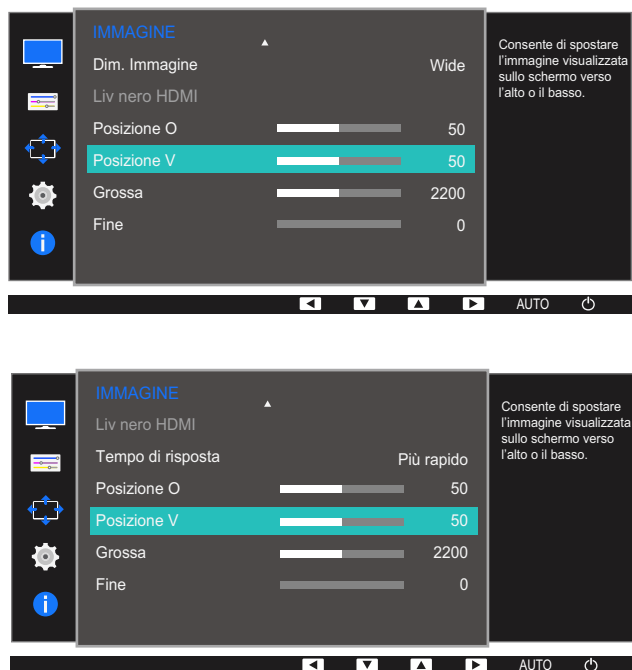 IMMAGINE
Dim. Immagine Wide
Liv nero HDMI
Posizione O 50
Posizione V 50
Grossa 2200
Fine 0
Consente di spostare
l'immagine visualizzata
sullo schermo verso
l'alto o il basso.
AUTO
IMMAGINE
Liv nero HDMI
Tempo di risposta Più rapido
Posizione O 50
Posizione V 50
Grossa 2200
Fine 0
Consente di spostare
l'immagine visualizzata
sullo schermo verso
l'alto o il basso.
AUTO